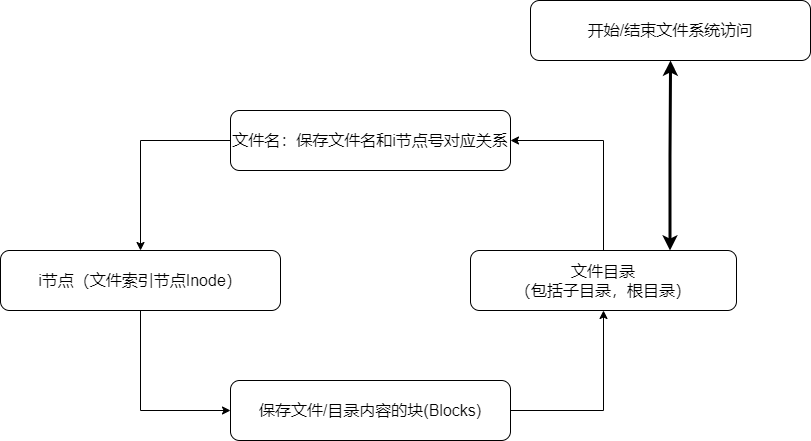 开始/结束文件系统访问
文件名：保存文件名和i节点号对应关系
i节点（文件索引节点Inode）
文件目录
（包括子目录，根目录）
保存文件/目录内容的块(Blocks)